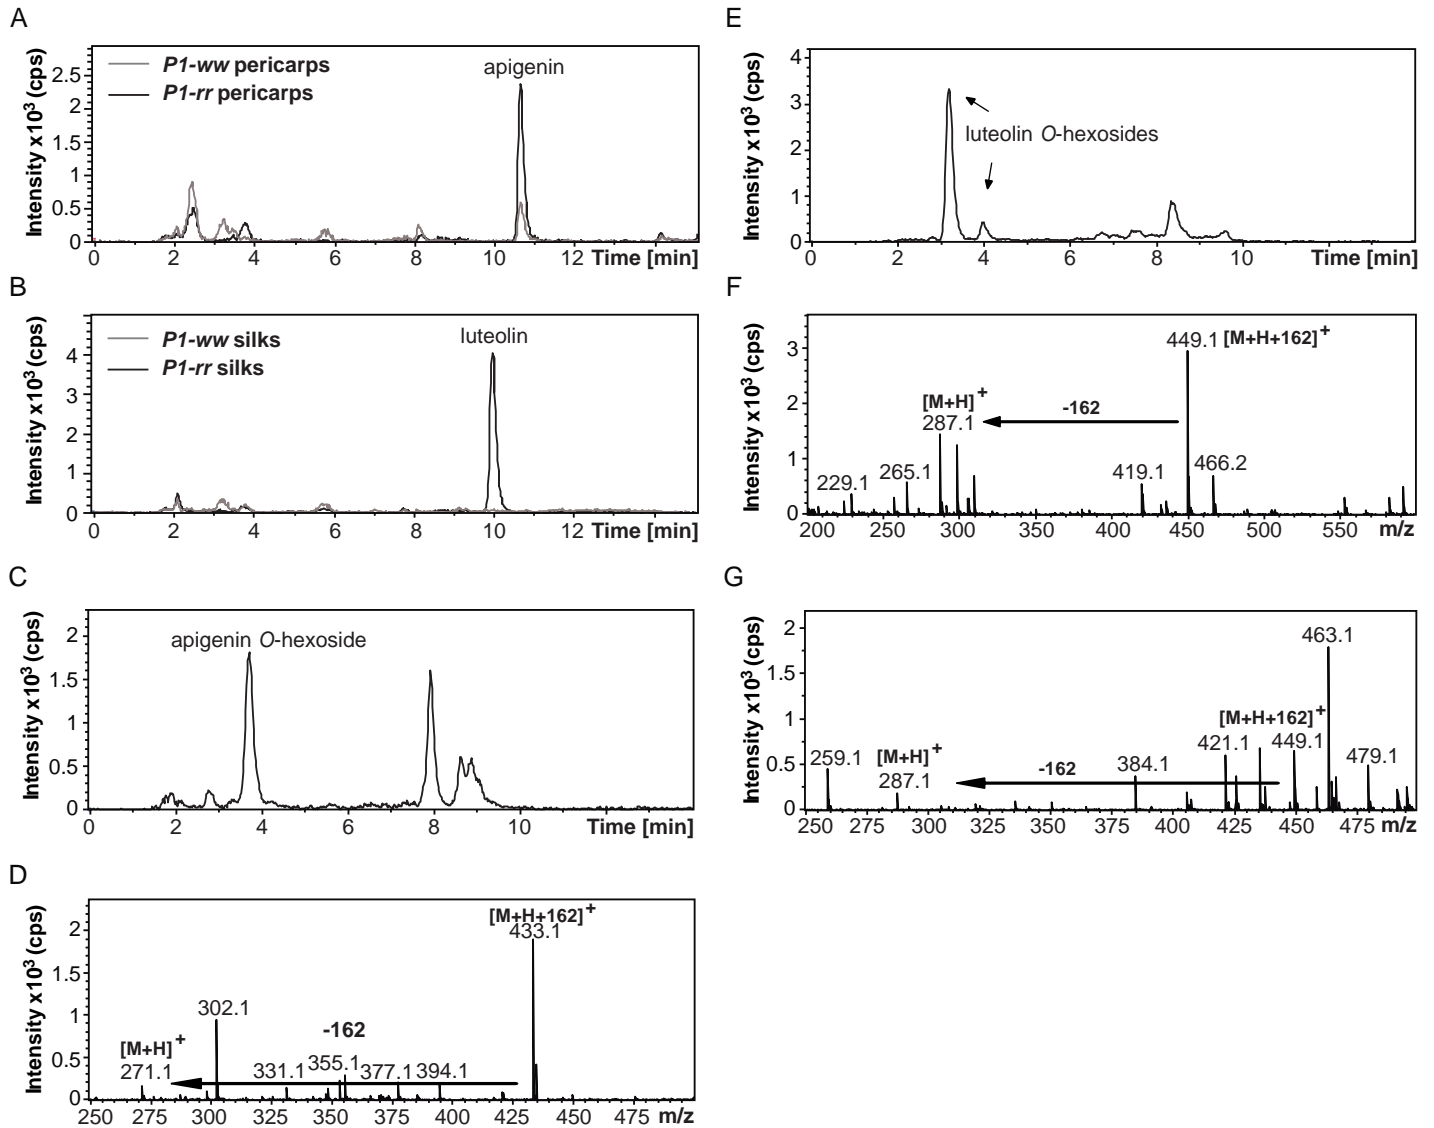 A
Intensity x10³ (cps)
P1-ww pericarps
P1-rr pericarps
apigenin
2.5
2
1.5
1
0.5
0
0 2 4 6 8 10 12 Time [min]
B
Intensity x10³ (cps)
P1-ww silks
P1-rr silks
luteolin
4
3
2
1
0
0 2 4 6 8 10 12 Time [min]
C
Intensity x10³ (cps)
apigenin O-hexoside
2
1.5
1
0.5
0
0 2 4 6 8 10 Time [min]
D
Intensity x10³ (cps)
[M+H+162]⁺
433.1
302.1
-162
[M+H]⁺
271.1
331.1 355.1 377.1 394.1
2
1.5
1
0.5
0
250 275 300 325 350 375 400 425 450 475 m/z
E
Intensity x10³ (cps)
luteolin O-hexosides
4
3
2
1
0
0 2 4 6 8 10 Time [min]
F
Intensity x10³ (cps)
449.1 [M+H+162]⁺
[M+H]⁺
287.1
-162
229.1 265.1 419.1 466.2
3
2
1
0
200 250 300 350 400 450 500 550 m/z
G
Intensity x10³ (cps)
463.1
[M+H+162]⁺
421.1 449.1 479.1
[M+H]⁺
287.1
-162
259.1 384.1
2
1.5
1
0.5
0
250 275 300 325 350 375 400 425 450 475 m/z